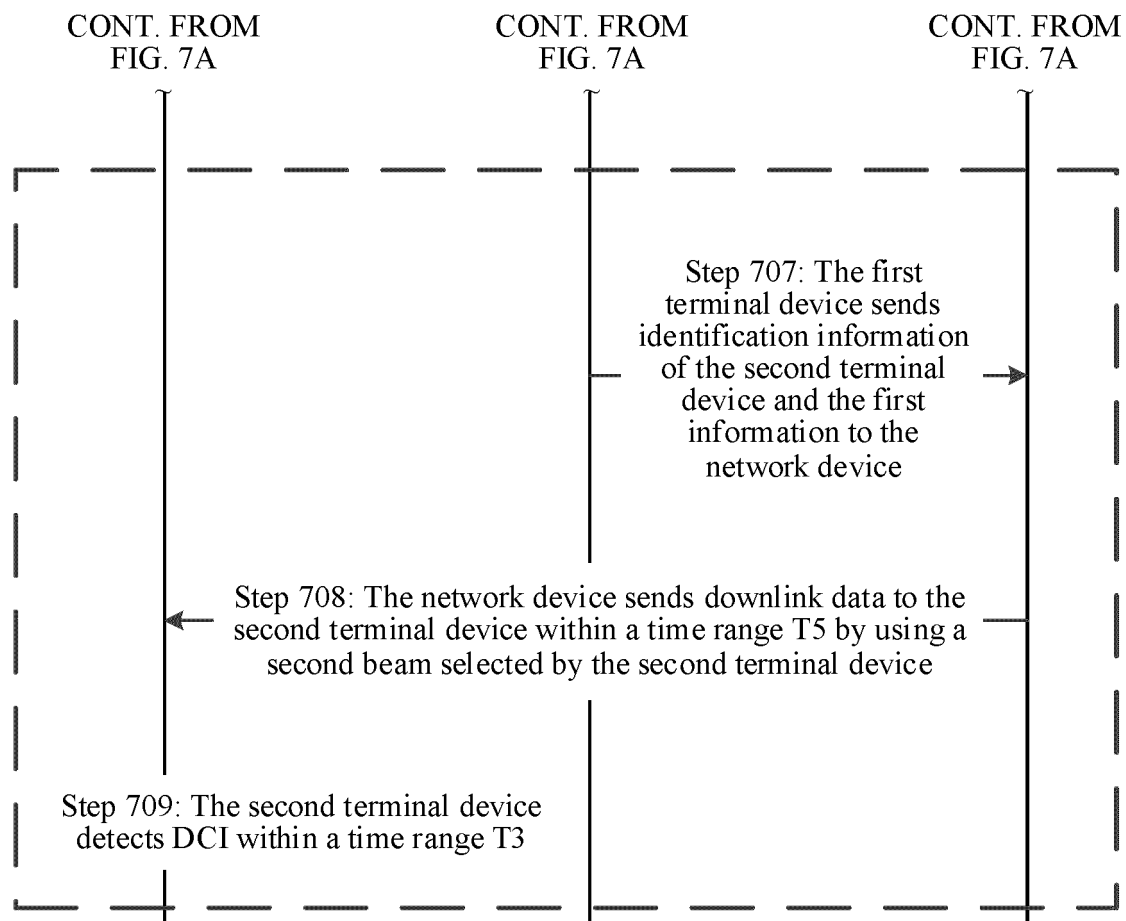 CONT. FROM
FIG. 7A
CONT. FROM
FIG. 7A
CONT. FROM
FIG. 7A
Step 707: The first
terminal device sends
identification information
of the second terminal
device and the first
information to the
network device
Step 708: The network device sends downlink data to the
second terminal device within a time range T5 by using a
second beam selected by the second terminal device
Step 709: The second terminal device
detects DCI within a time range T3